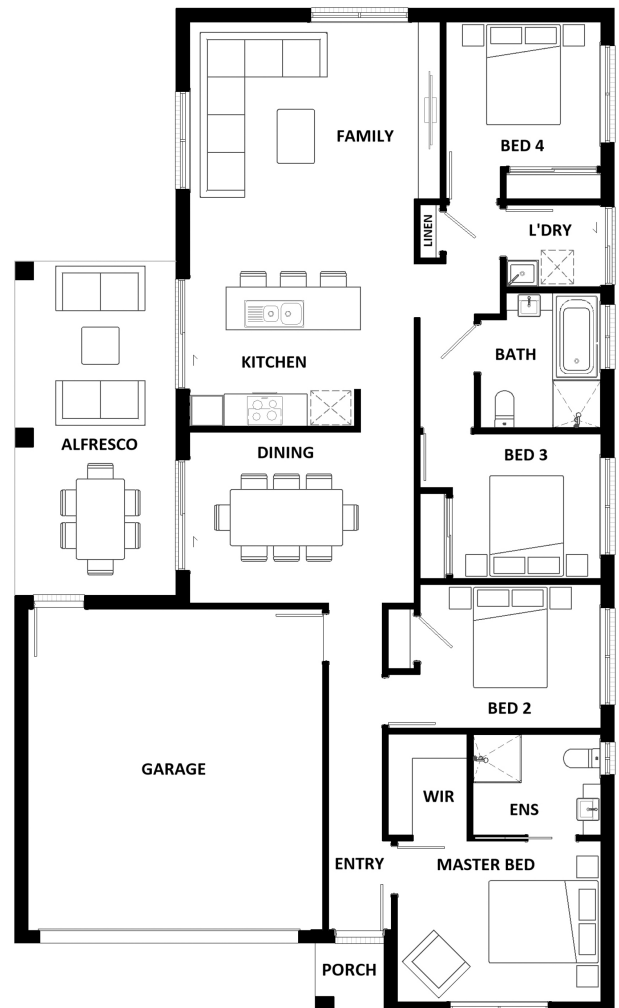 FAMILY
BED 4
LINEN
L'DRY
KITCHEN
BATH
ALFRESCO
DINING
BED 3
BED 2
GARAGE
WIR
ENS
ENTRY
MASTER BED
PORCH